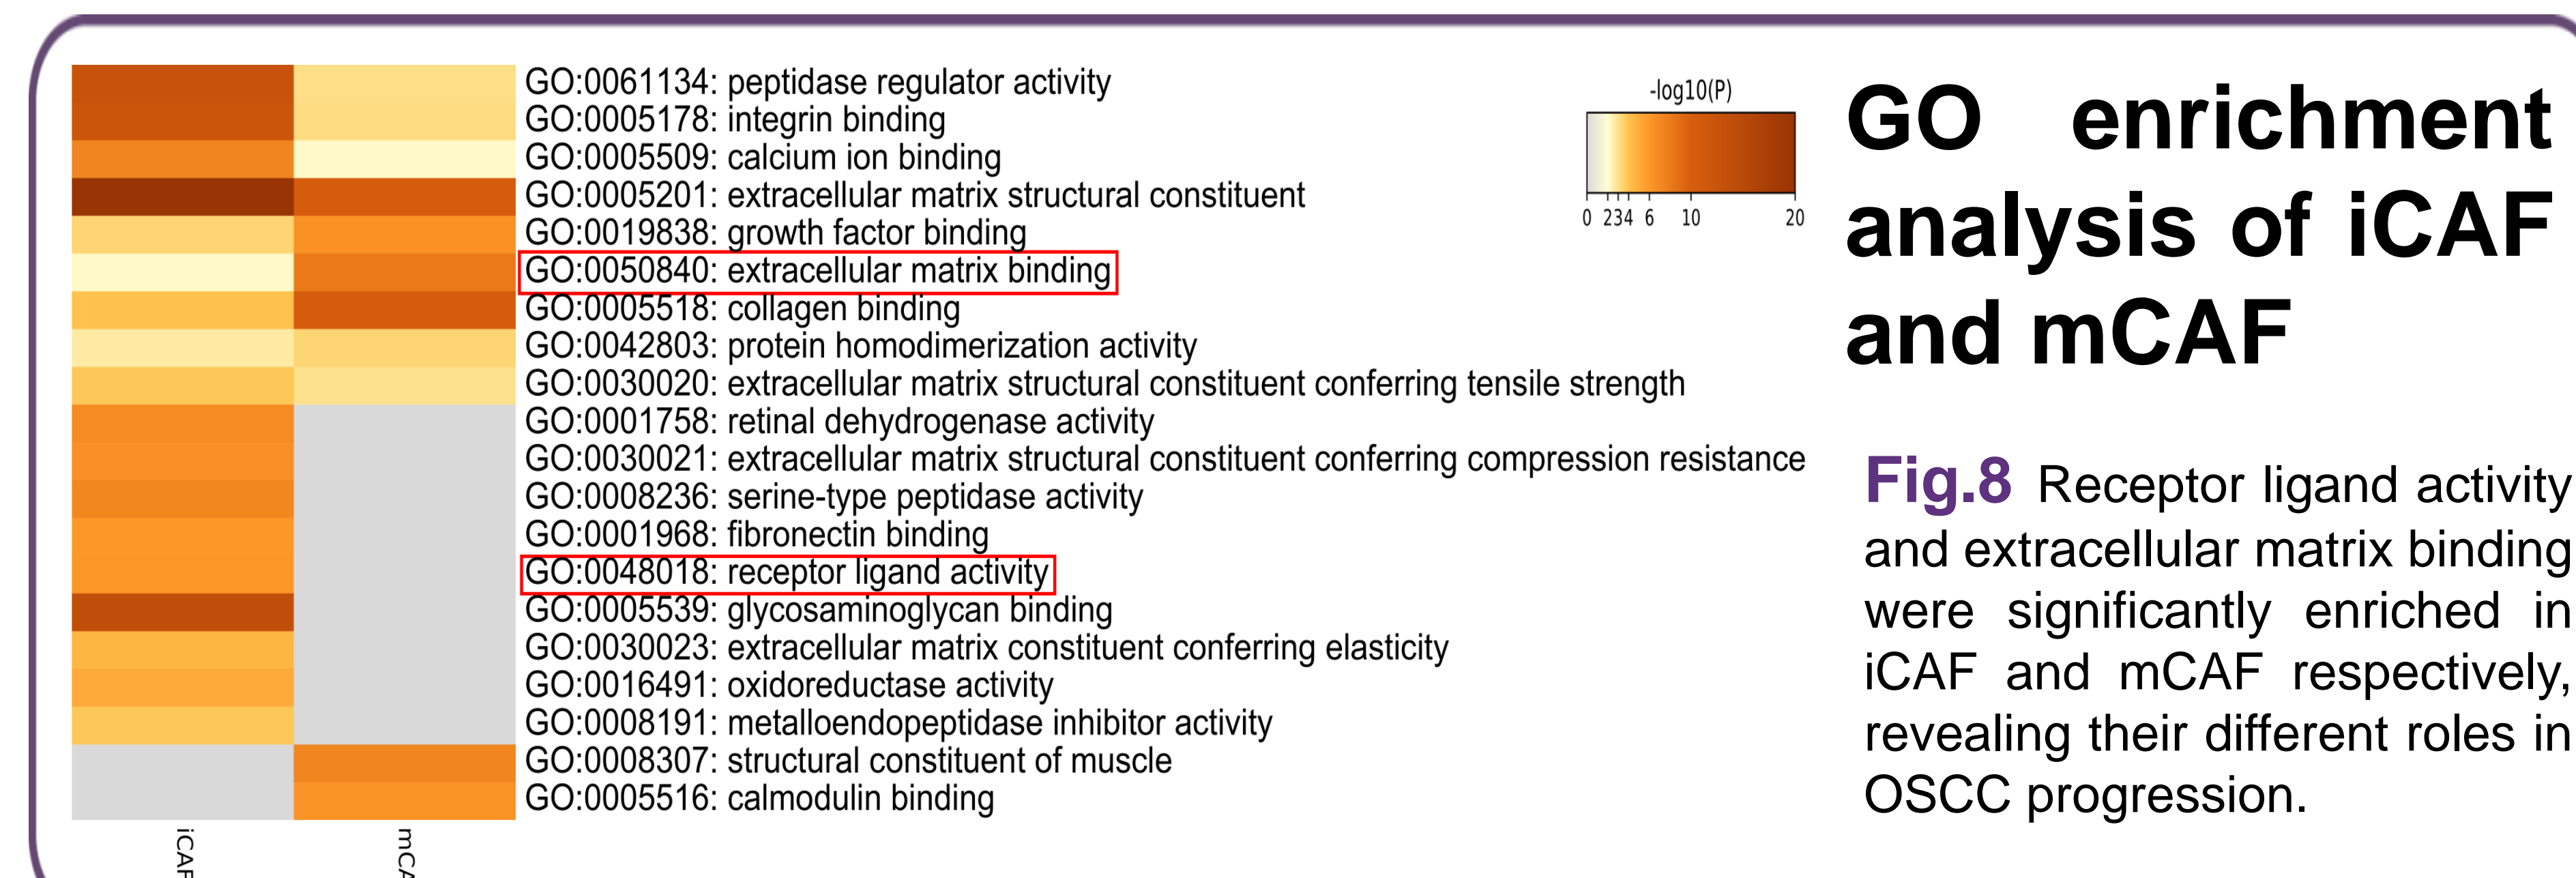 GO:0061134: peptidase regulator activity
GO:0005178: integrin binding
GO:0005509: calcium ion binding
GO:0005201: extracellular matrix structural constituent
GO:0019838: growth factor binding
GO:0050840: extracellular matrix binding
GO:0005518: collagen binding
GO:0042803: protein homodimerization activity
GO:0030020: extracellular matrix structural constituent conferring tensile strength
GO:0001758: retinal dehydrogenase activity
GO:0030021: extracellular matrix structural constituent conferring compression resistance
GO:0008236: serine-type peptidase activity
GO:0001968: fibronectin binding
GO:0048018: receptor ligand activity
GO:0005539: glycosaminoglycan binding
GO:0030023: extracellular matrix constituent conferring elasticity
GO:0016491: oxidoreductase activity
GO:0008191: metalloendopeptidase inhibitor activity
GO:0008307: structural constituent of muscle
GO:0005516: calmodulin binding
iCAF
mCA
-log10(P)
0 2 3 4 6 10 20
GO enrichment
analysis of iCAF
and mCAF
Fig.8 Receptor ligand activity
and extracellular matrix binding
were significantly enriched in
iCAF and mCAF respectively,
revealing their different roles in
OSCC progression.